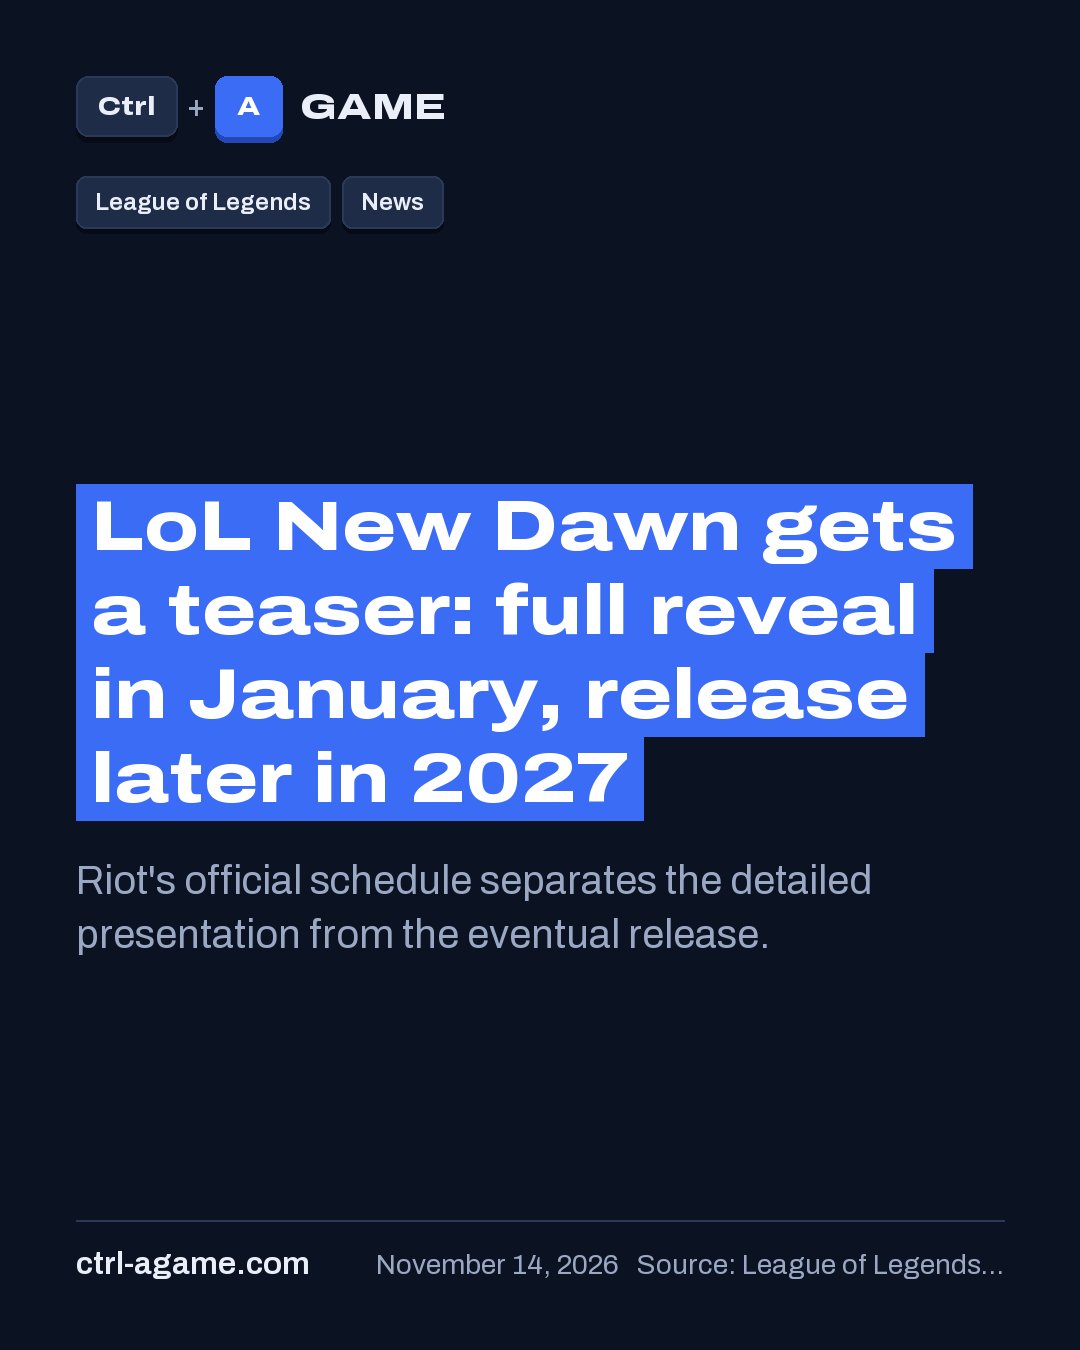 Ctrl + A GAME
League of Legends News
LoL New Dawn gets
a teaser: full reveal
in January, release
later in 2027
Riot's official schedule separates the detailed
presentation from the eventual release.
ctrl-agame.com November 14, 2026 Source: League of Legends...